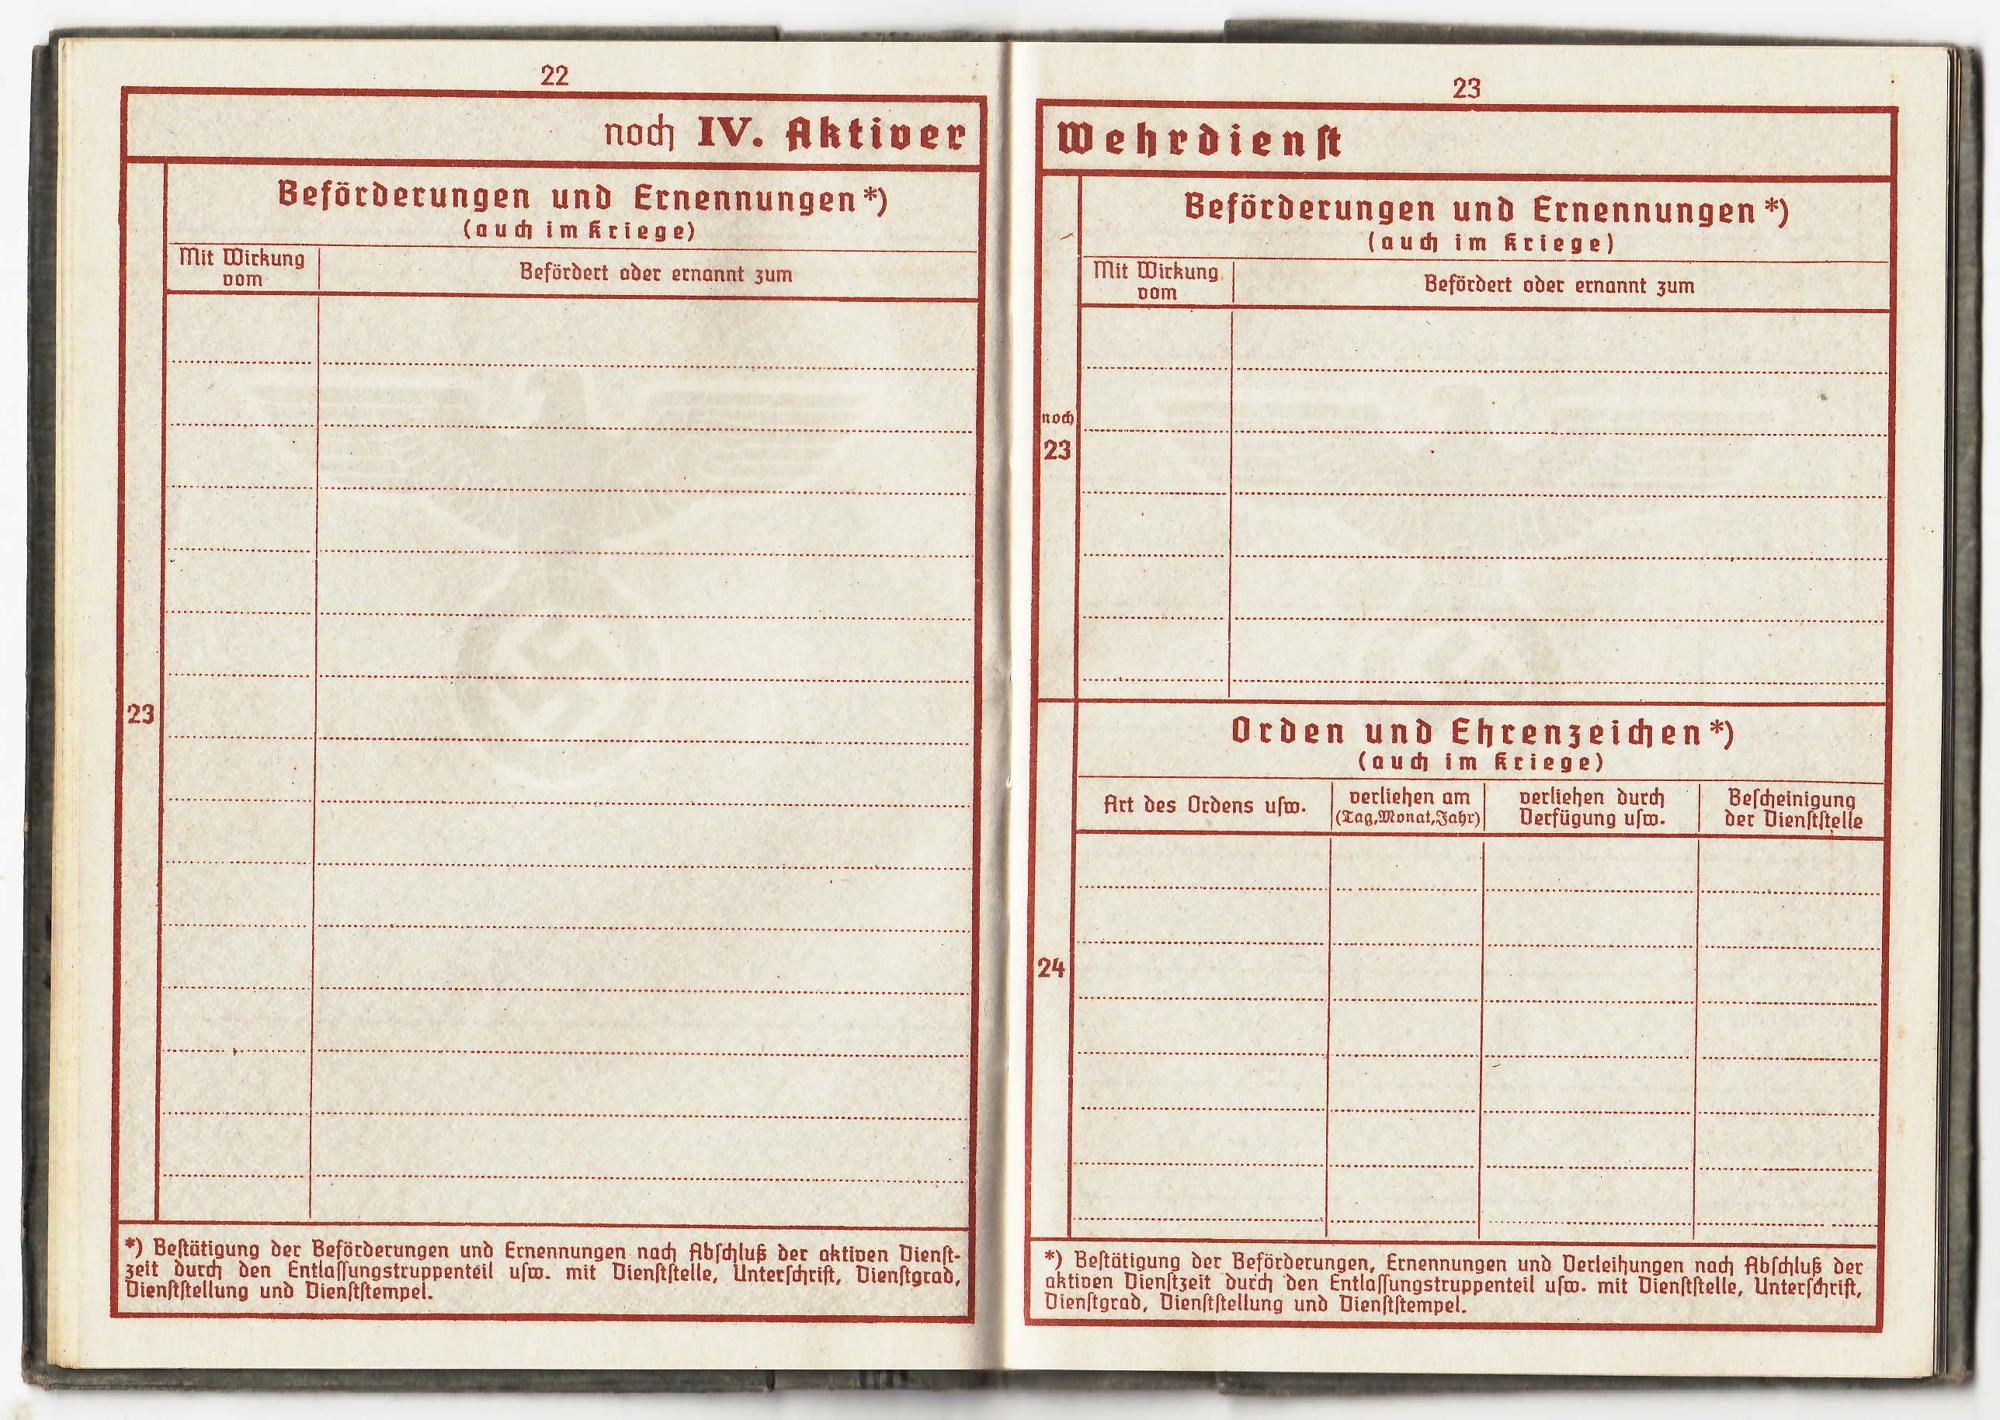 22
noch IV. Aktiver
Beförderungen und Ernennungen*)
(auch im Kriege)
Mit Wirkung
vom
Befördert oder ernannt zum
23
*) Bestätigung der Beförderungen und Ernennungen nach Abschluß der aktiven Dienst-
zeit durch den Entlassungstruppenteil usw. mit Dienststelle, Unterschrift, Dienstgrad,
Dienststellung und Dienststempel.
23
Wehrdienst
Beförderungen und Ernennungen*)
(auch im Kriege)
Mit Wirkung
vom
Befördert oder ernannt zum
noch
23
Orden und Ehrenzeichen*)
(auch im Kriege)
Art des Ordens usw.
verliehen am
(Tag, Monat, Jahr)
verliehen durch
Verfügung usw.
Bescheinigung
der Dienststelle
24
*) Bestätigung der Beförderungen, Ernennungen und Verleihungen nach Abschluß der
aktiven Dienstzeit durch den Entlassungstruppenteil usw. mit Dienststelle, Unterschrift,
Dienstgrad, Dienststellung und Dienststempel.